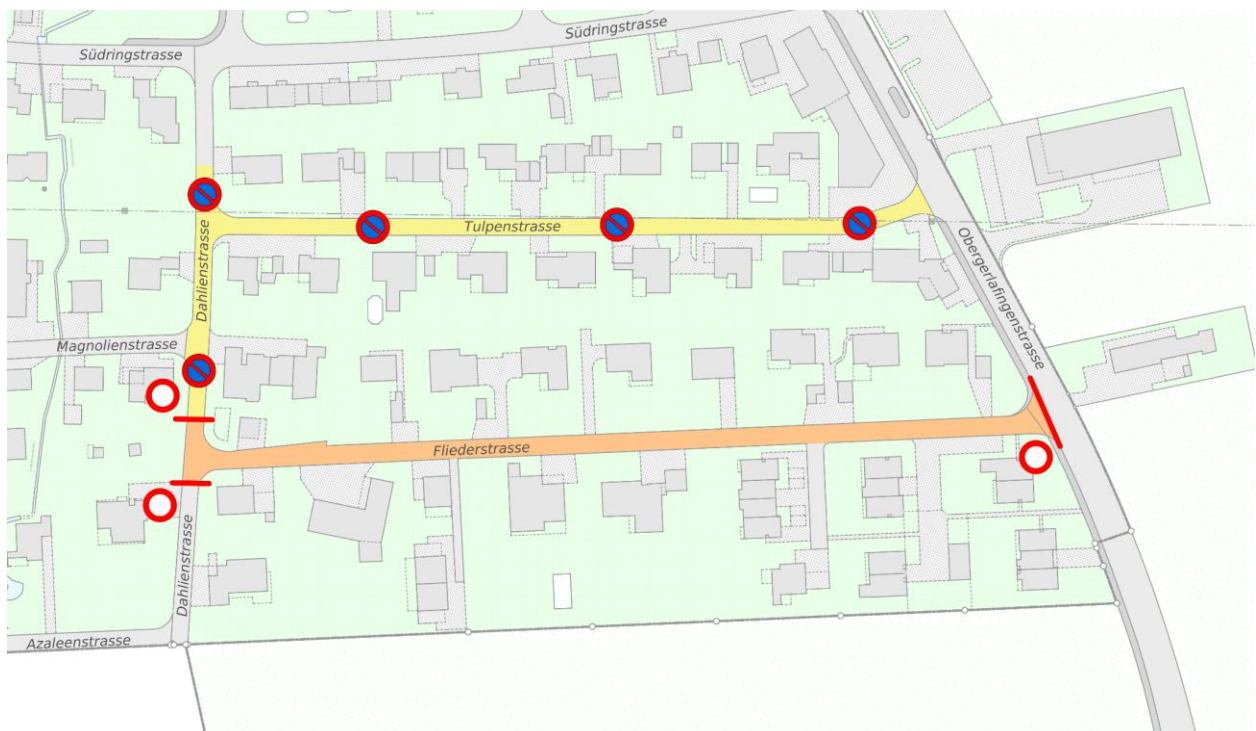 Südringstrasse
Südringstrasse
Dahlienstrasse
Tulpenstrasse
Obergerlafingenstrasse
Magnolienstrasse
Fliederstrasse
Dahlienstrasse
Azaleenstrasse